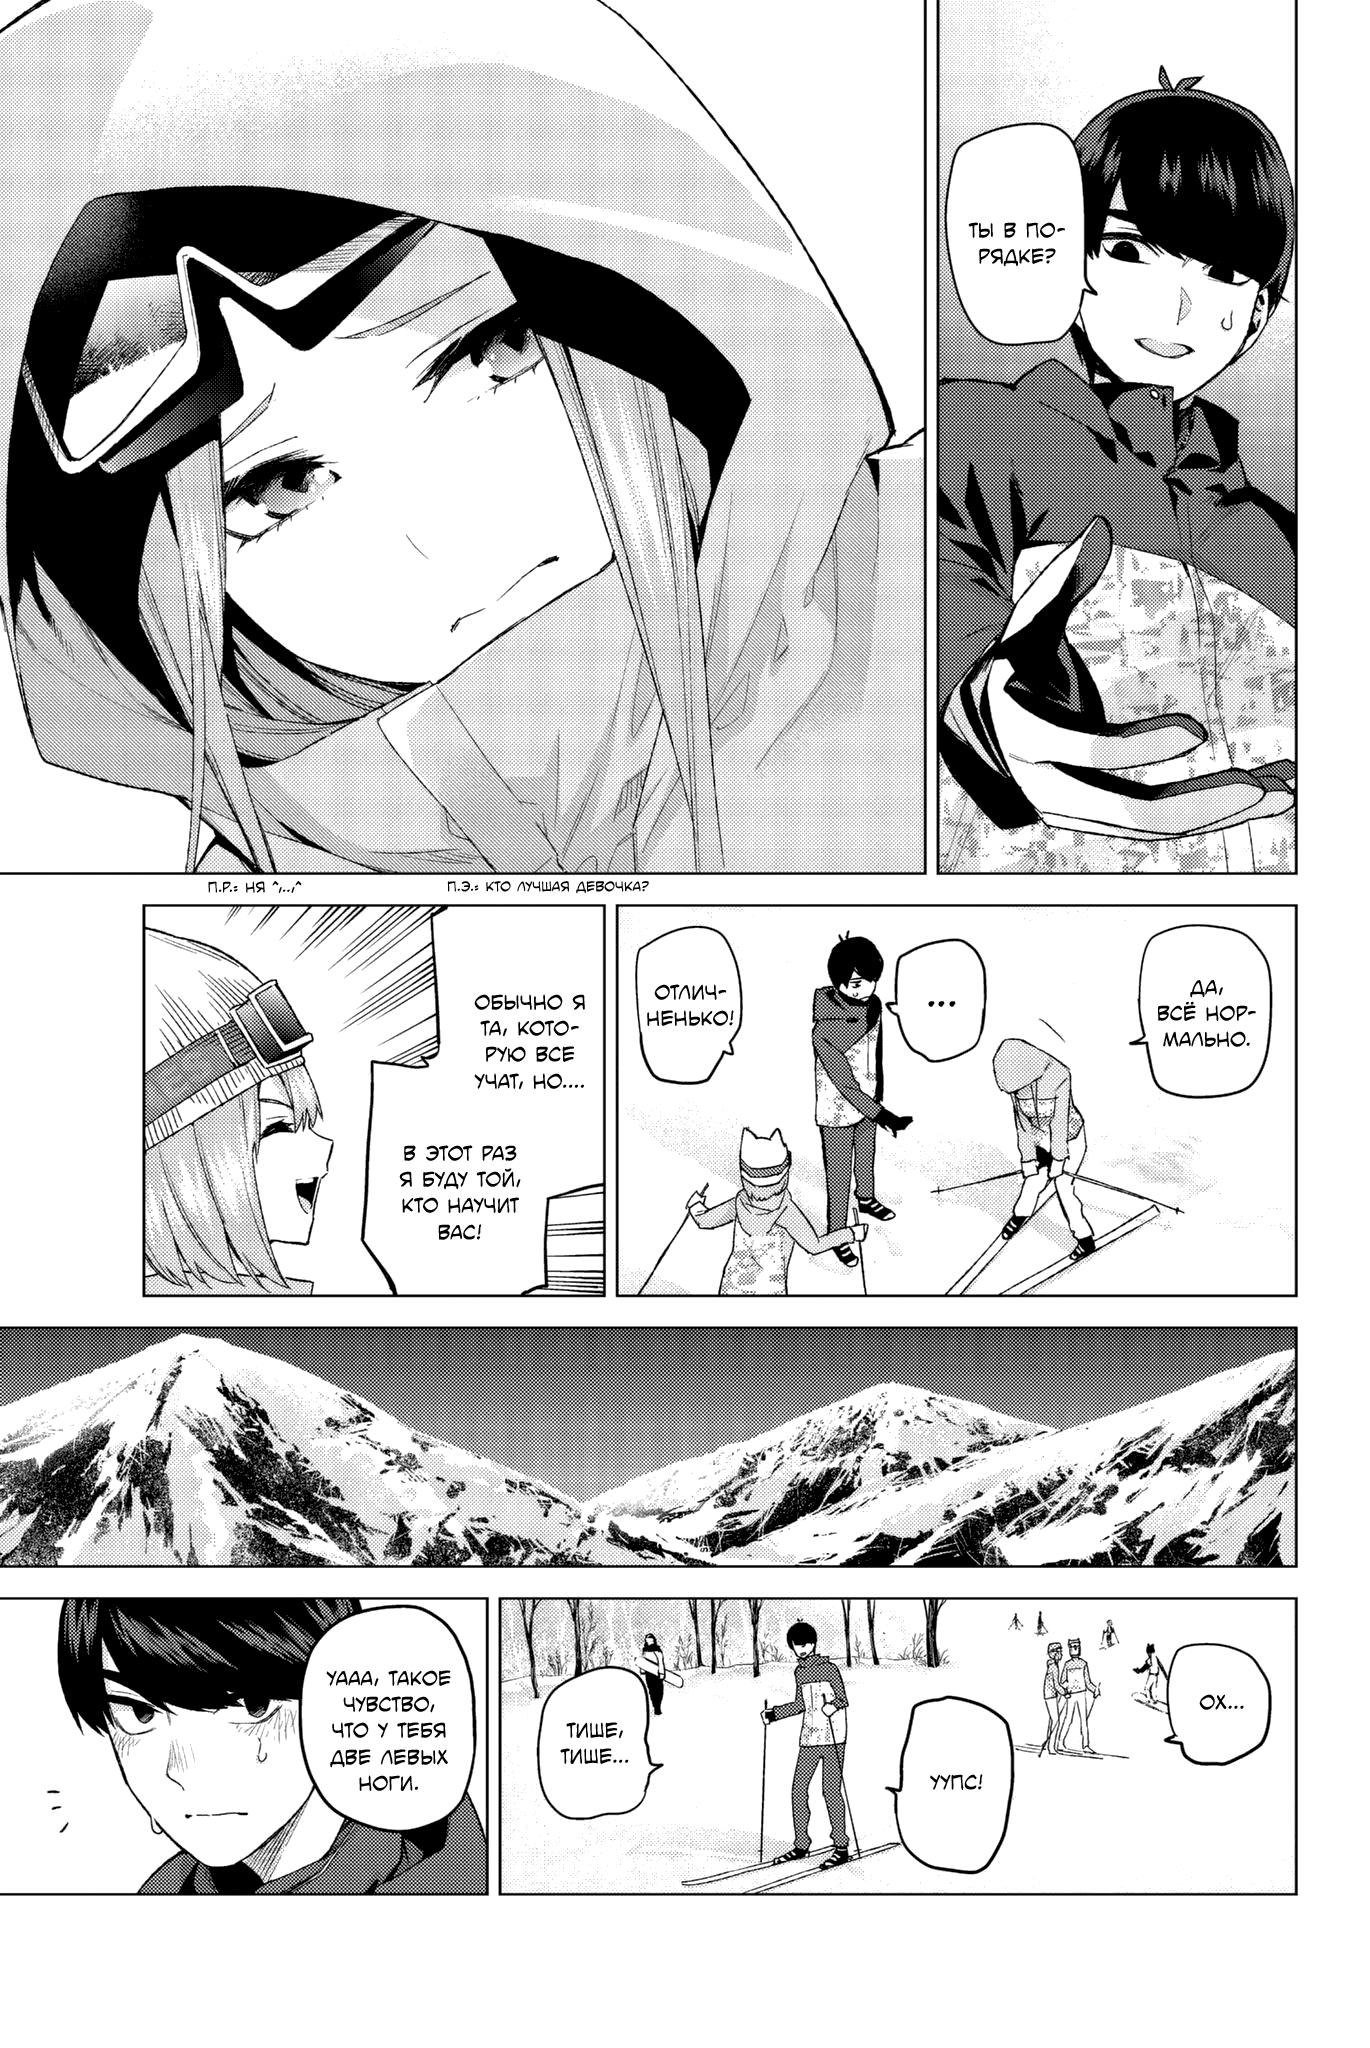 ТЫ В ПО-
РЯДКЕ?
П.Р.: НЯ ^,..,^
П.Э.: КТО ЛУЧШАЯ ДЕВОЧКА?
ДА,
ВСЁ НОР-
МАЛЬНО.
...
ОТЛИЧ-
НЕНЬКО!
ОБЫЧНО Я
ТА, КОТО-
РУЮ ВСЕ
УЧАТ, НО....
В ЭТОТ РАЗ
Я БУДУ ТОЙ,
КТО НАУЧИТ
ВАС!
ОХ...
УУПС!
ТИШЕ,
ТИШЕ...
УААА, ТАКОЕ
ЧУВСТВО,
ЧТО У ТЕБЯ
ДВЕ ЛЕВЫХ
НОГИ.